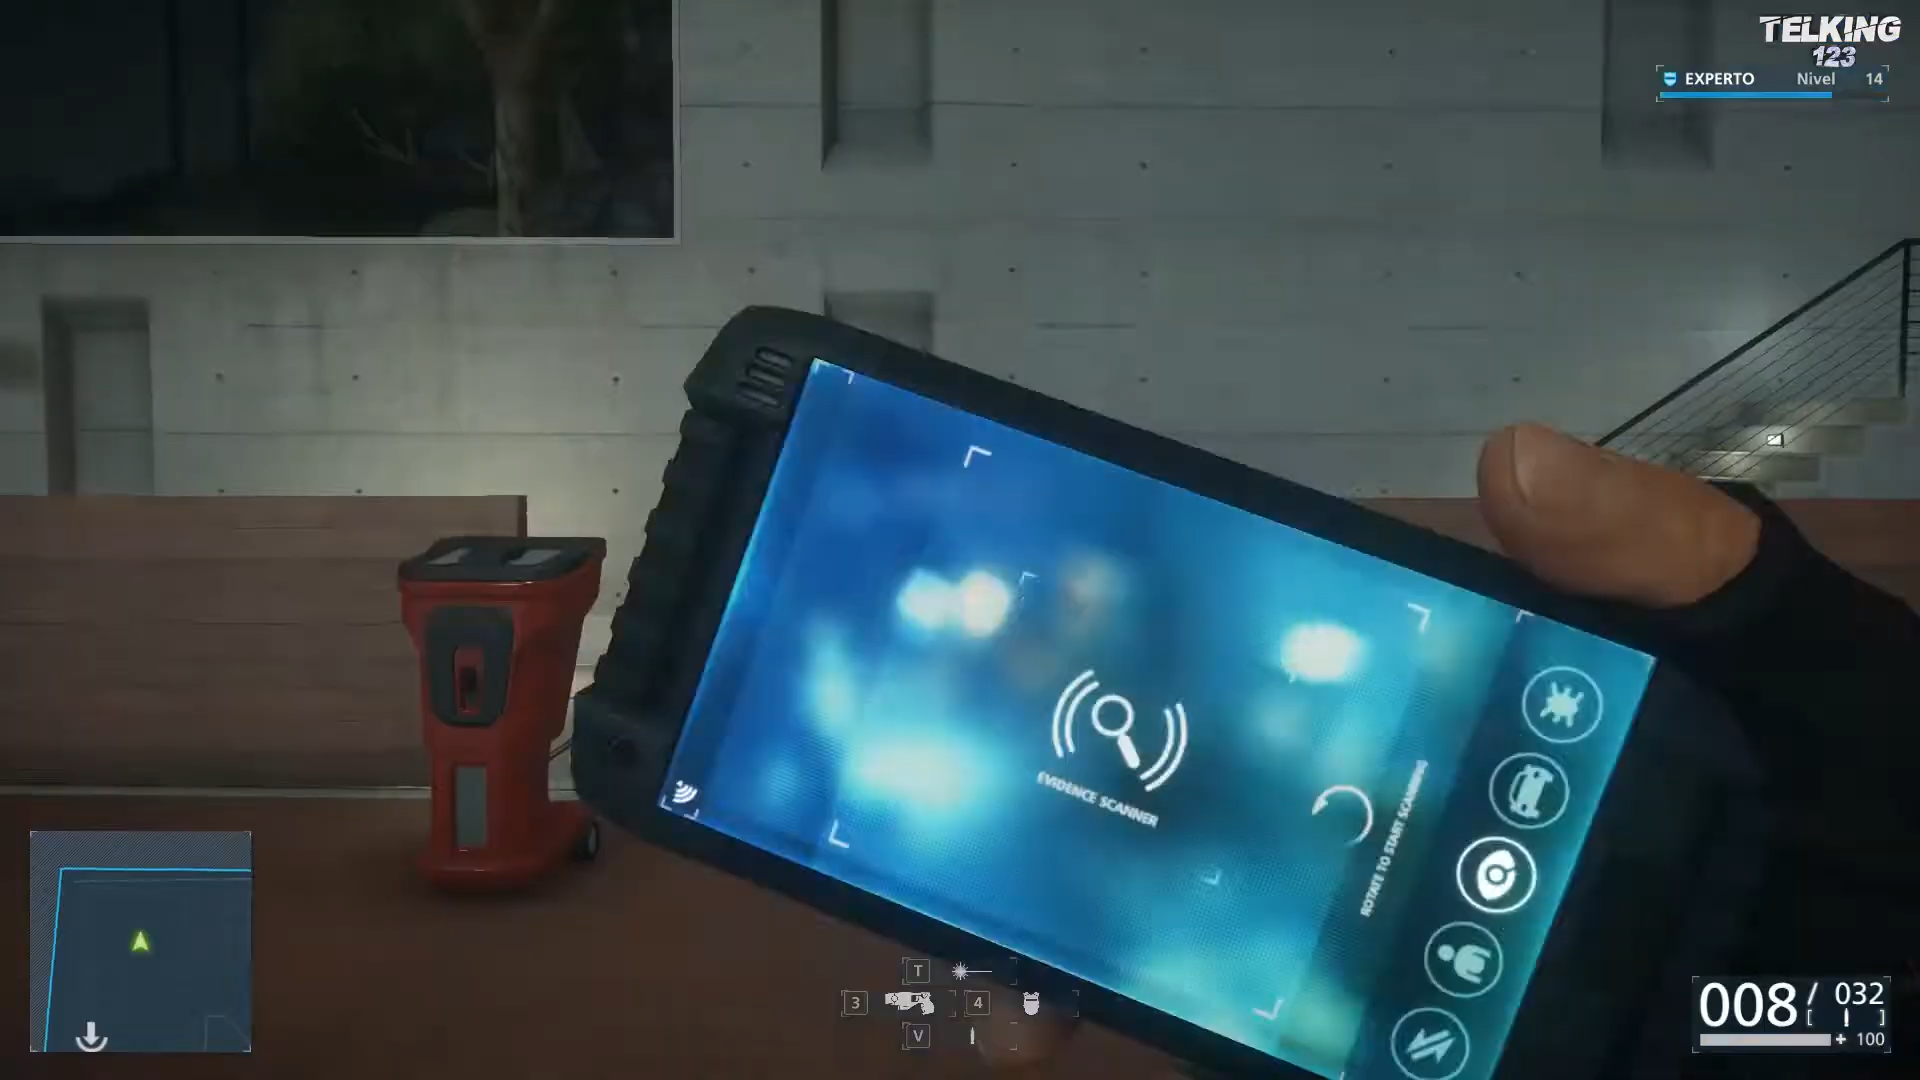 TELKING
123
EXPERTO Nivel 14
EVIDENCE SCANNER
ROTATE TO START SCANNING
T
3
4
V
008/ 032
+ 100